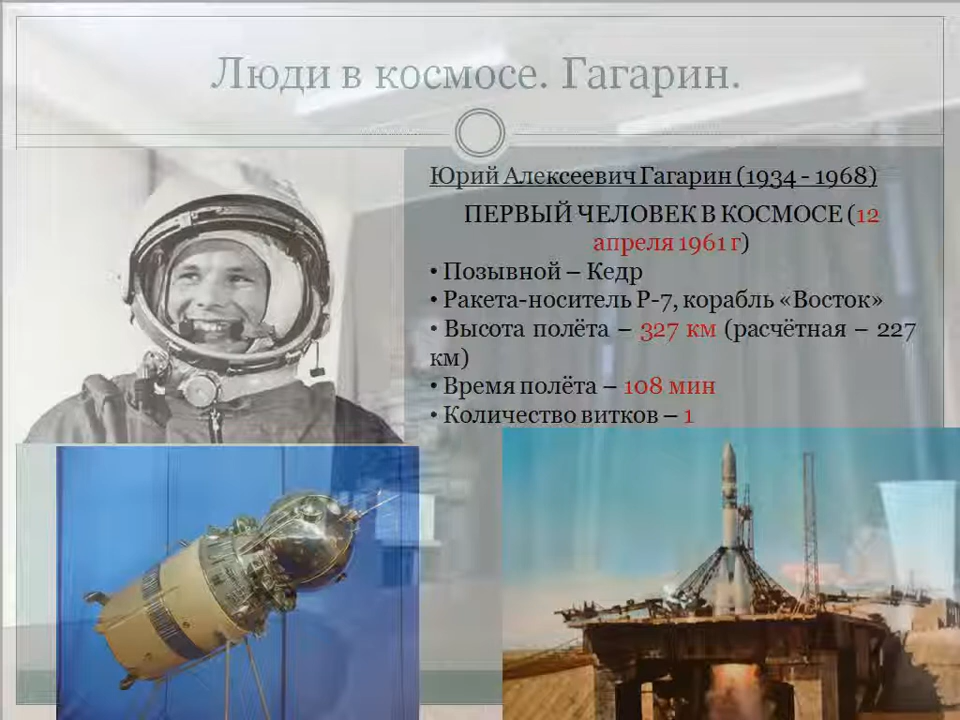 Люди в космосе. Гагарин.
Юрий Алексеевич Гагарин (1934 - 1968)
ПЕРВЫЙ ЧЕЛОВЕК В КОСМОСЕ (12
апреля 1961 г)
• Позывной – Кедр
• Ракета-носитель Р-7, корабль «Восток»
• Высота полёта – 327 км (расчётная – 227
км)
• Время полёта – 108 мин
• Количество витков – 1